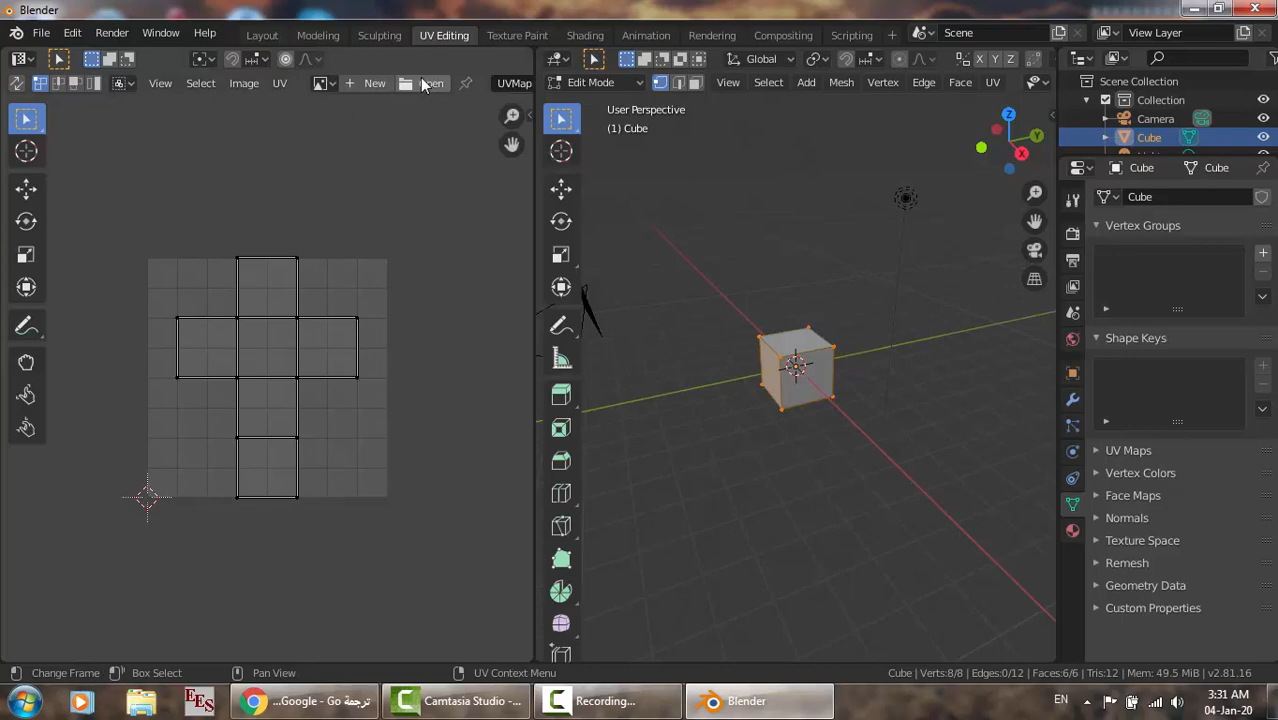 Blender
File Edit Render Window Help Layout Modeling Sculpting UV Editing Texture Paint Shading Animation Rendering Compositing Scripting + Scene View Layer
Global
View Select Image UV + New UVMap
Edit Mode View Select Add Mesh Vertex Edge Face UV
User Perspective
(1) Cube
Z
Y
X
Scene Collection
Collection
Camera
Cube
Cube Cube
Cube
Vertex Groups
Shape Keys
UV Maps
Vertex Colors
Face Maps
Normals
Texture Space
Remesh
Geometry Data
Custom Properties
Change Frame Box Select Pan View UV Context Menu Cube | Verts:8/8 | Edges:0/12 | Faces:6/6 | Tris:12 | Mem: 49.5 MiB | v2.81.16
EES ...Google - Go ترجمة Camtasia Studio -... Recording... Blender EN 3:31 AM
04-Jan-20